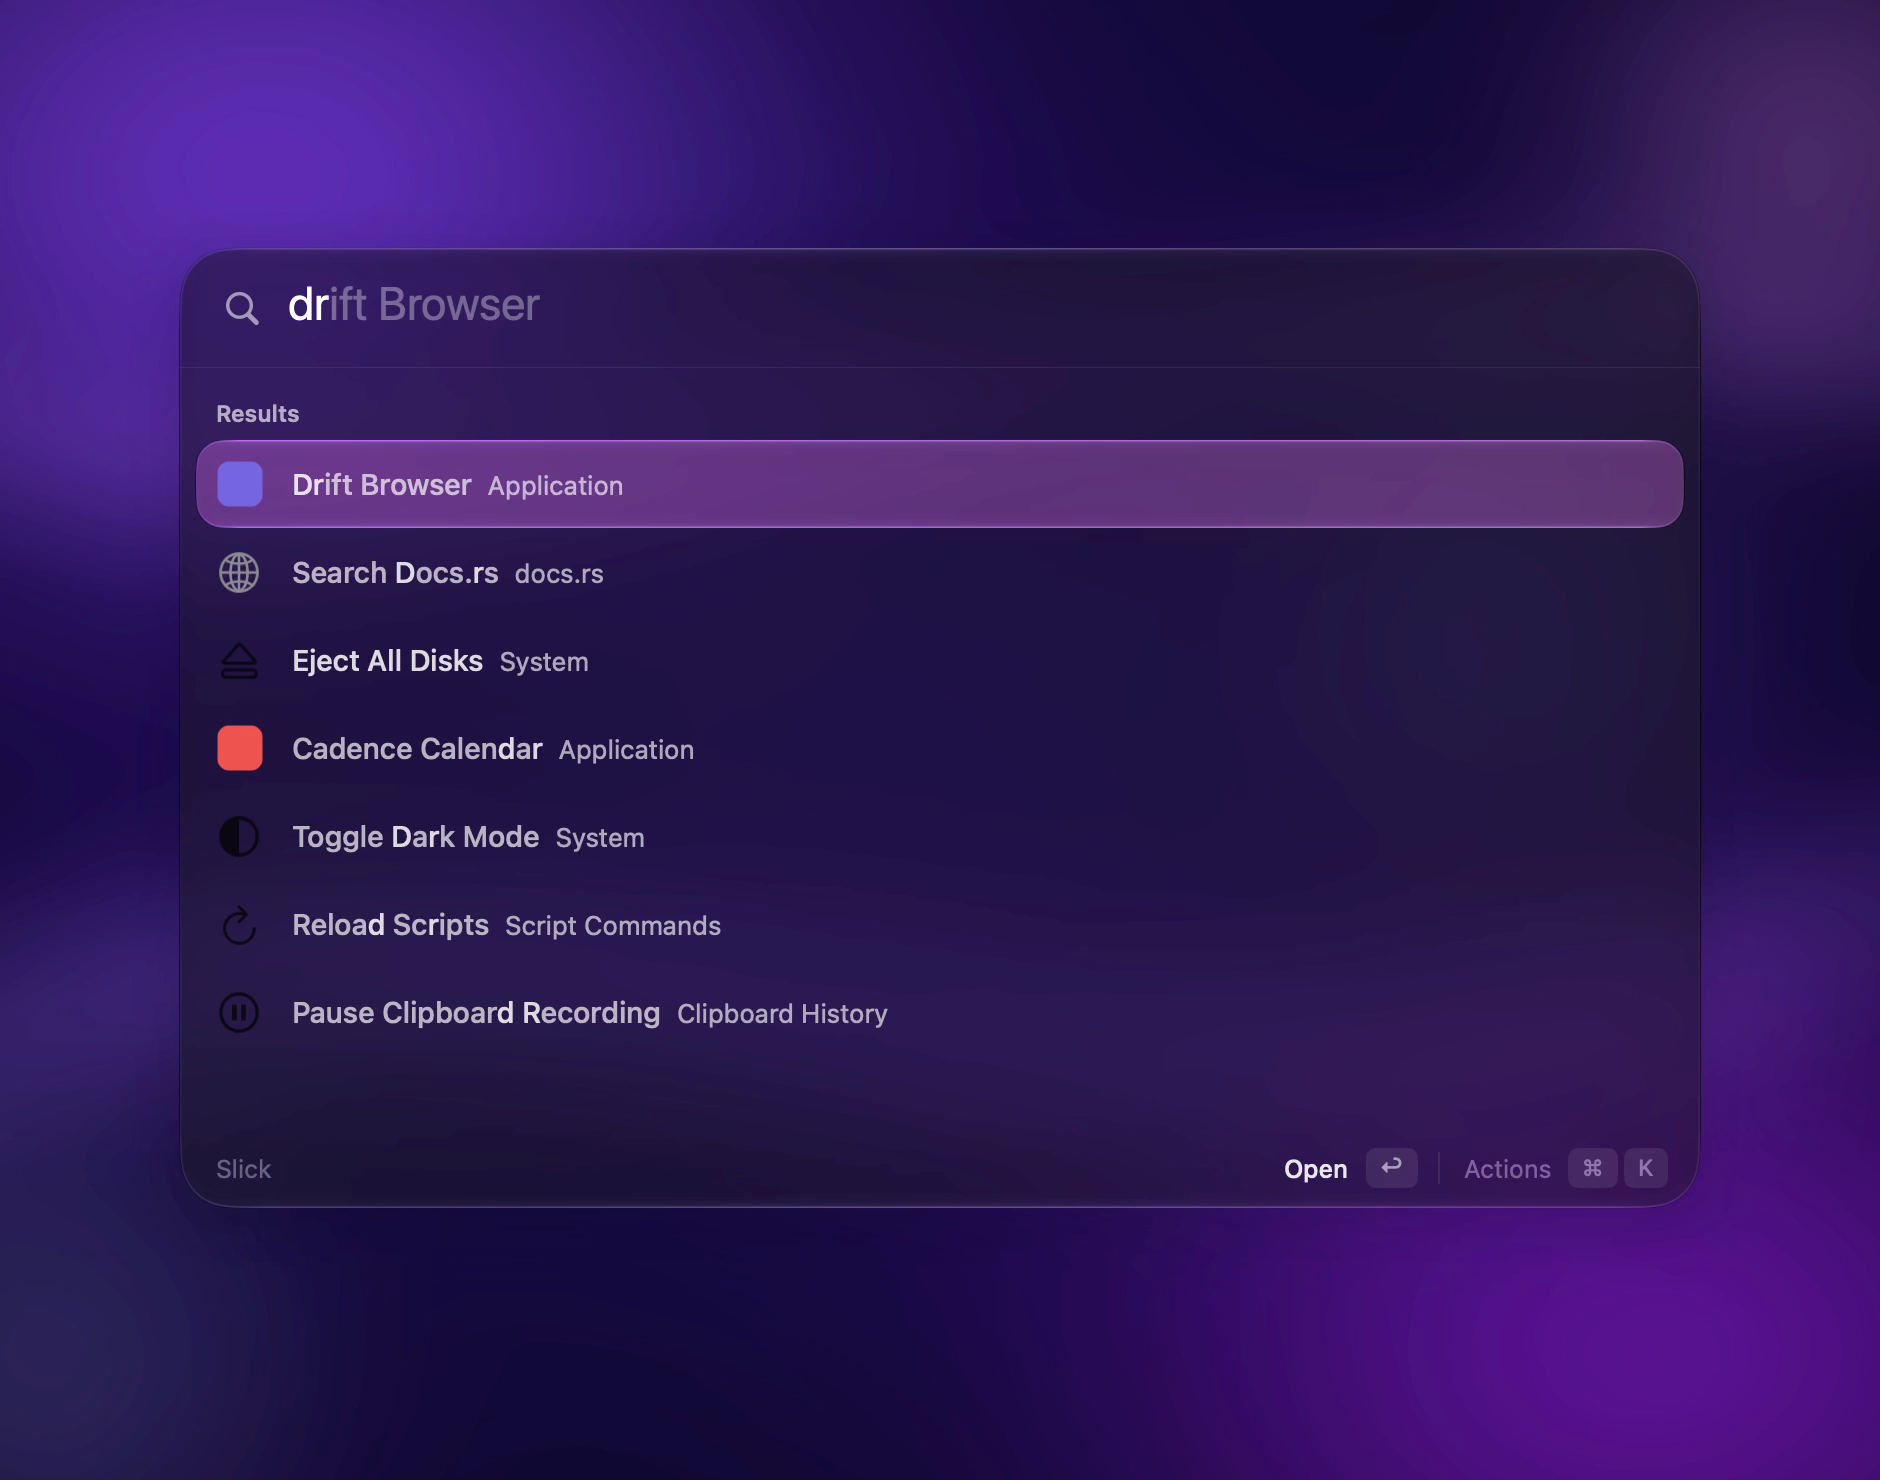 drift Browser
Results
Drift Browser Application
Search Docs.rs docs.rs
Eject All Disks System
Cadence Calendar Application
Toggle Dark Mode System
Reload Scripts Script Commands
Pause Clipboard Recording Clipboard History
Slick Open ↩ Actions ⌘ K